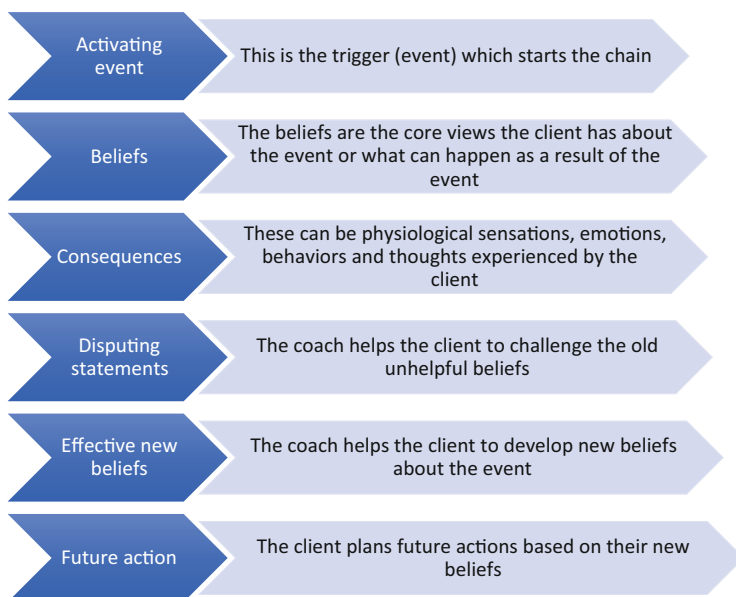 Activating
event
This is the trigger (event) which starts the chain
Beliefs
The beliefs are the core views the client has about
the event or what can happen as a result of the
event
Consequences
These can be physiological sensations, emotions,
behaviors and thoughts experienced by the
client
Disputing
statements
The coach helps the client to challenge the old
unhelpful beliefs
Effective new
beliefs
The coach helps the client to develop new beliefs
about the event
Future action
The client plans future actions based on their new
beliefs